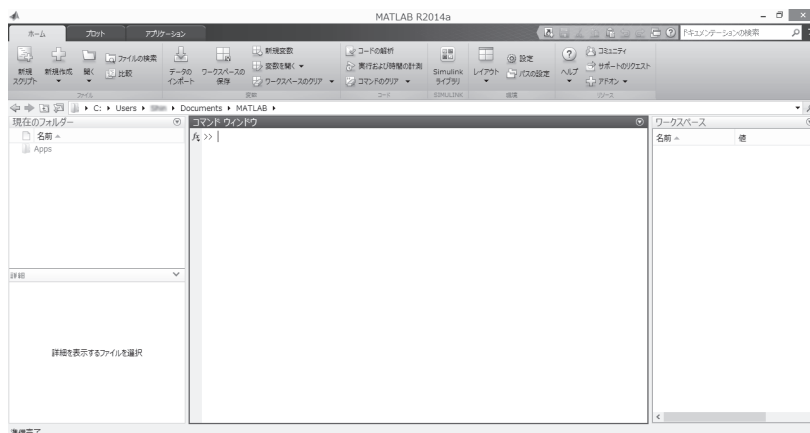 MATLAB R2014a
ホーム プロット アプリケーション
ドキュメンテーションの検索
新規 スクリプト
新規作成
開く
ファイルの検索
比較
データの インポート
ワークスペースの 保存
新規変数
変数を開く
ワークスペースのクリア
コードの解析
実行および時間の計測
コマンドのクリア
Simulink ライブラリ
レイアウト
設定
パスの設定
ヘルプ
コミュニティ
サポートのリクエスト
アドオン
ファイル 変数 コード SIMULINK 環境 リソース
C: Users Documents MATLAB
現在のフォルダー
名前
Apps
コマンド ウィンドウ
fx >>
ワークスペース
名前 値
詳細
詳細を表示するファイルを選択
準備完了